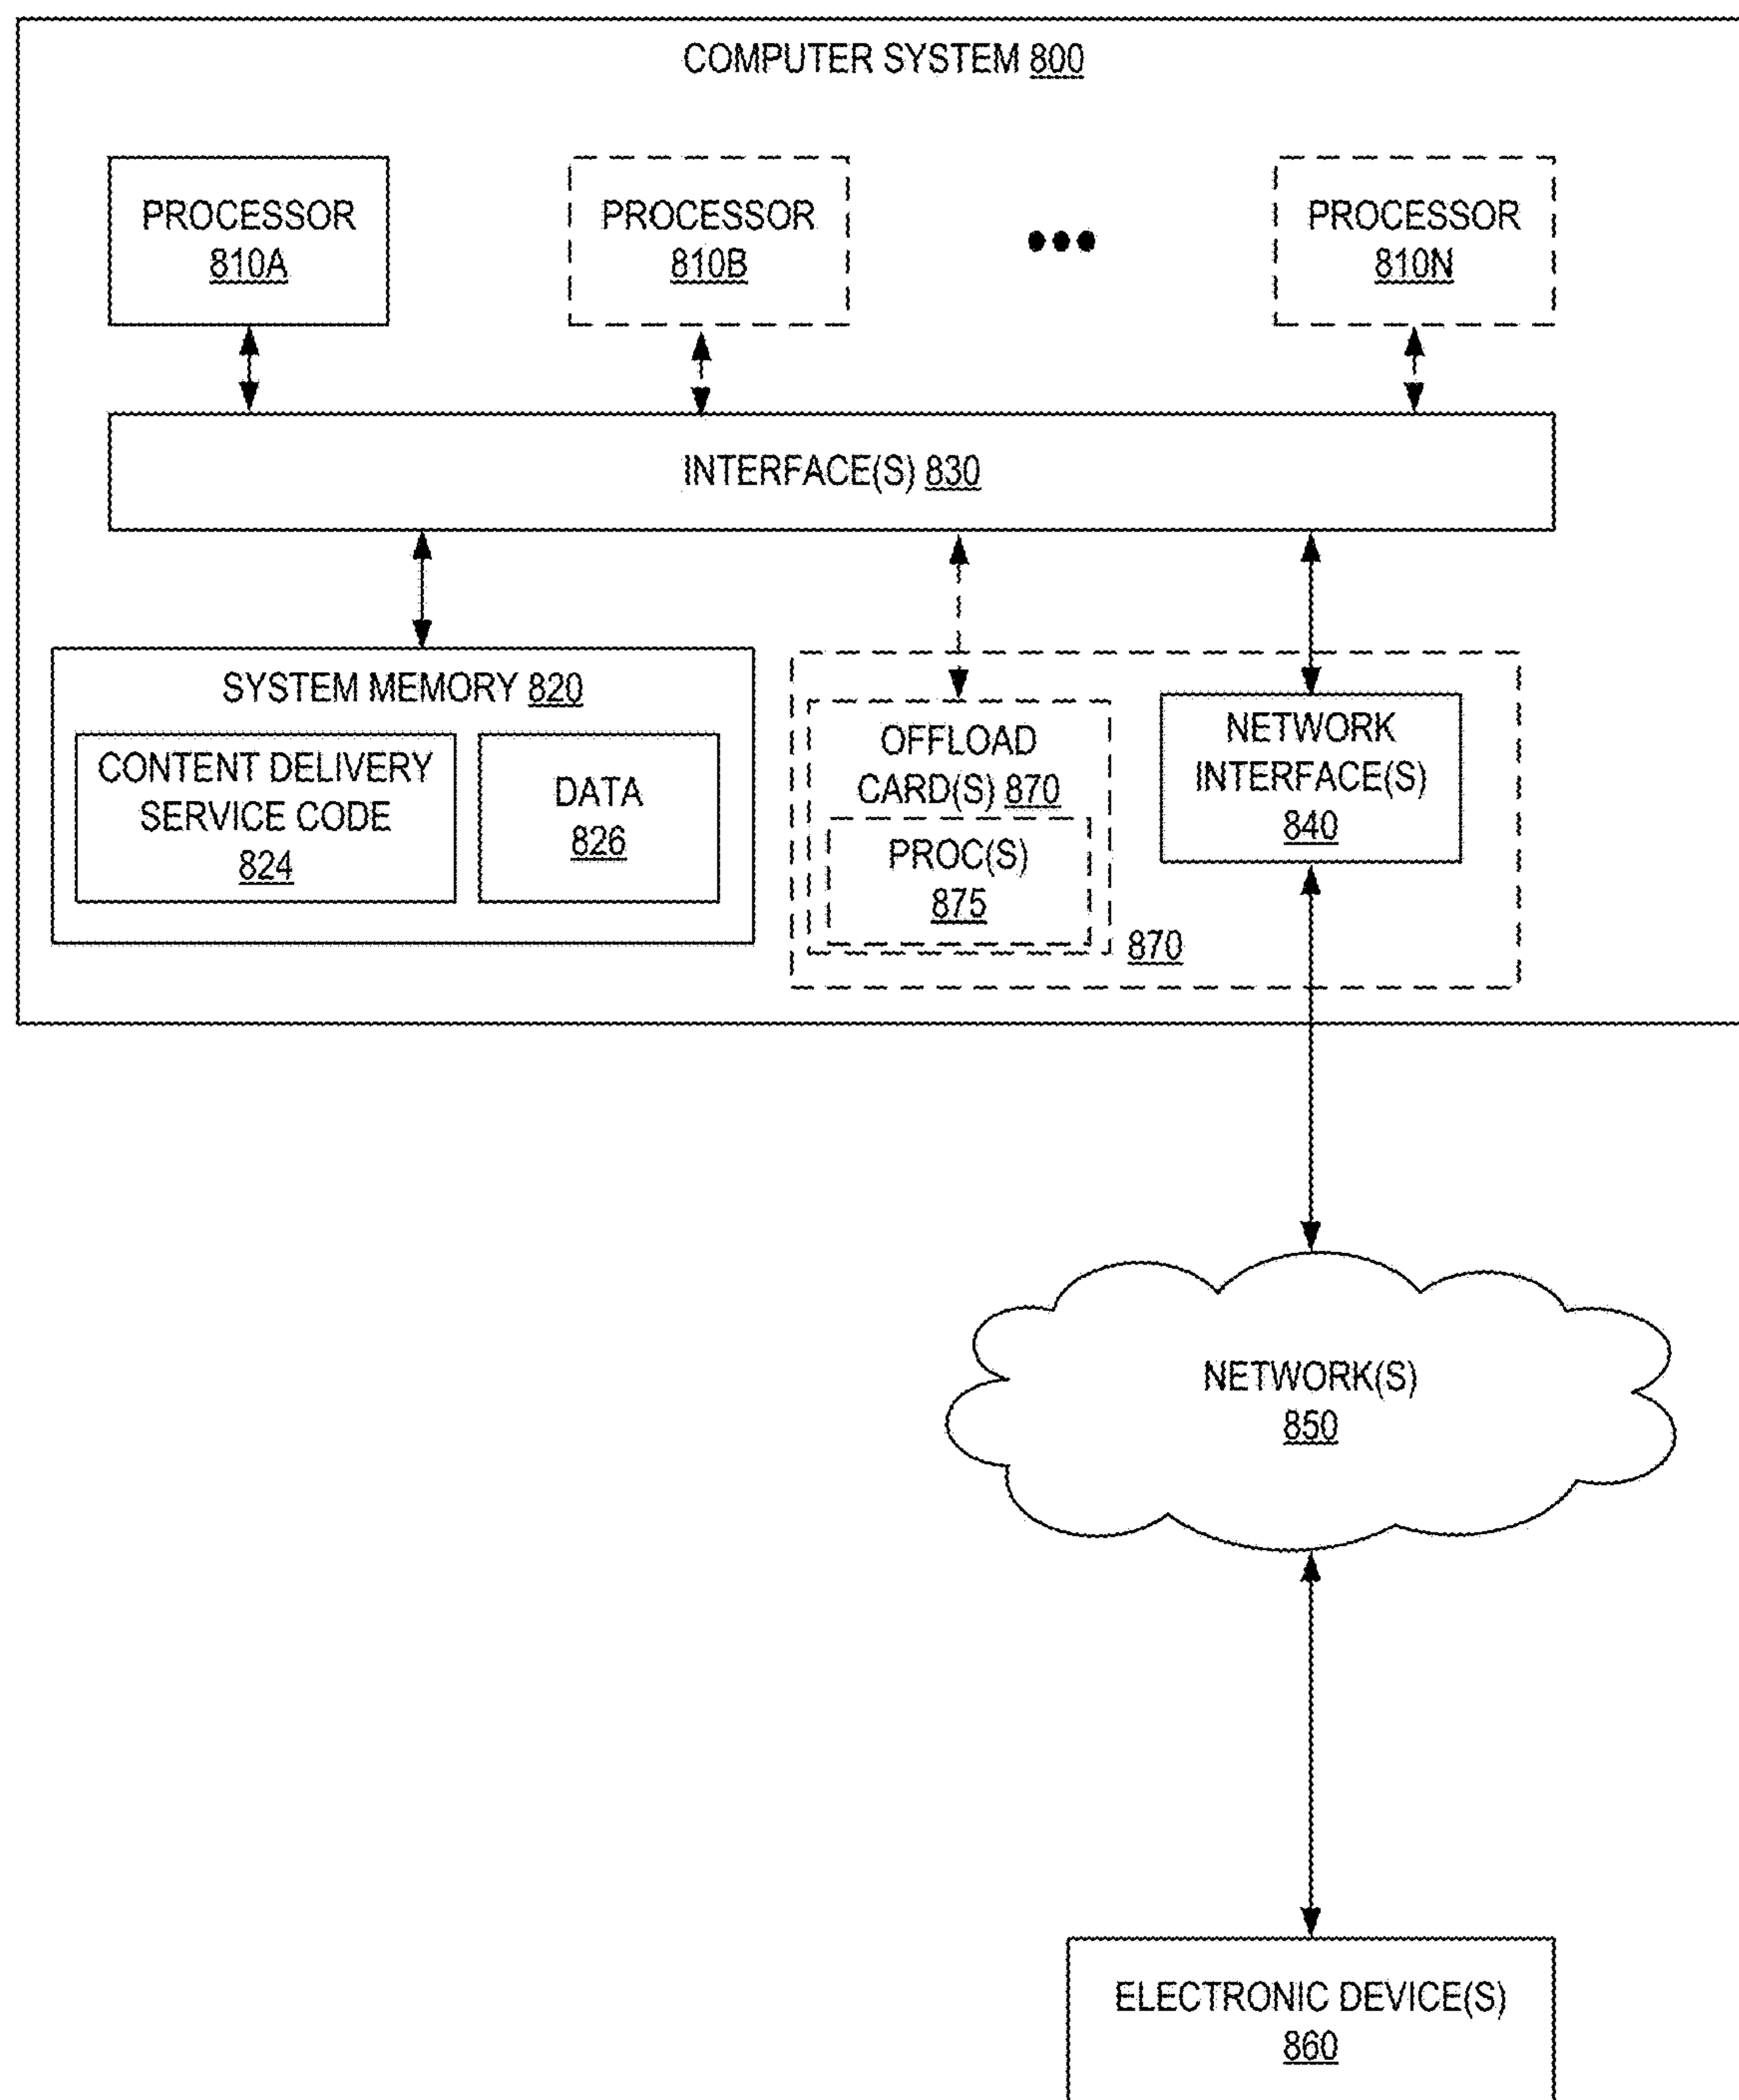 COMPUTER SYSTEM 800
PROCESSOR
810A
PROCESSOR
810B
•••
PROCESSOR
810N
INTERFACE(S) 830
SYSTEM MEMORY 820
CONTENT DELIVERY
SERVICE CODE
824
DATA
826
OFFLOAD
CARD(S) 870
PROC(S)
875
870
NETWORK
INTERFACE(S)
840
NETWORK(S)
850
ELECTRONIC DEVICE(S)
860